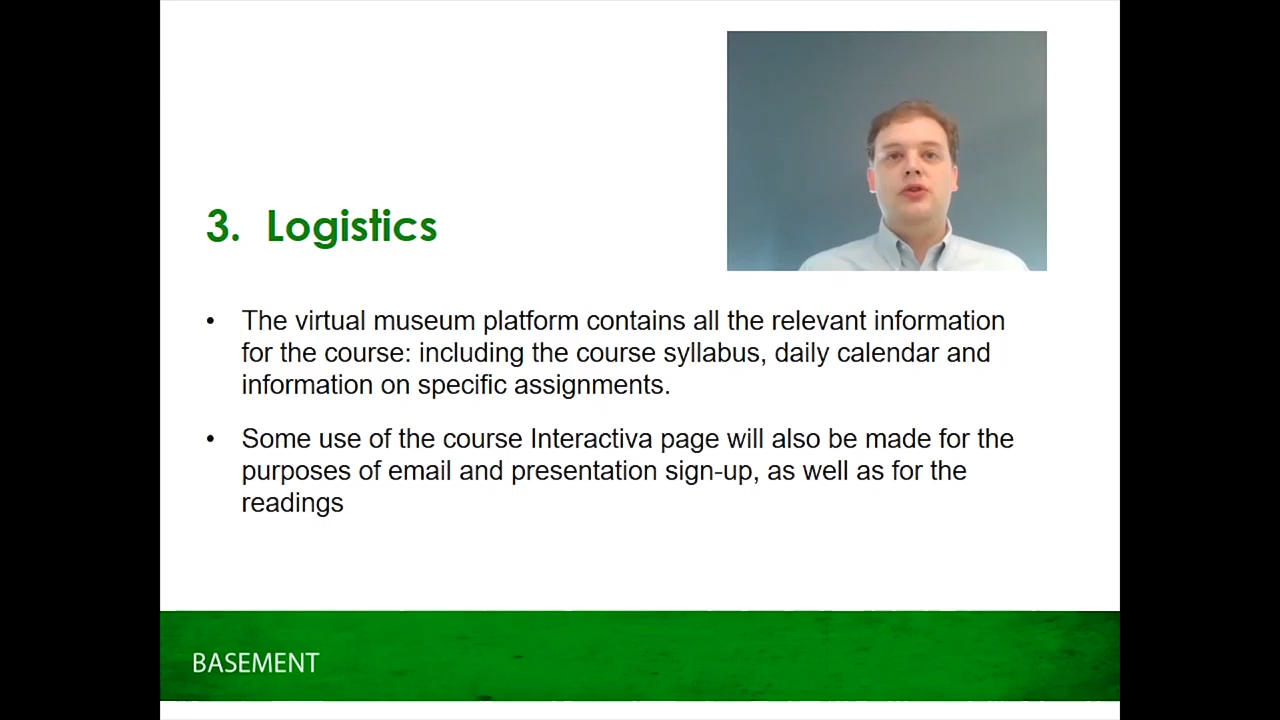 3. Logistics
• The virtual museum platform contains all the relevant information
for the course: including the course syllabus, daily calendar and
information on specific assignments.
• Some use of the course Interactiva page will also be made for the
purposes of email and presentation sign-up, as well as for the
readings
BASEMENT